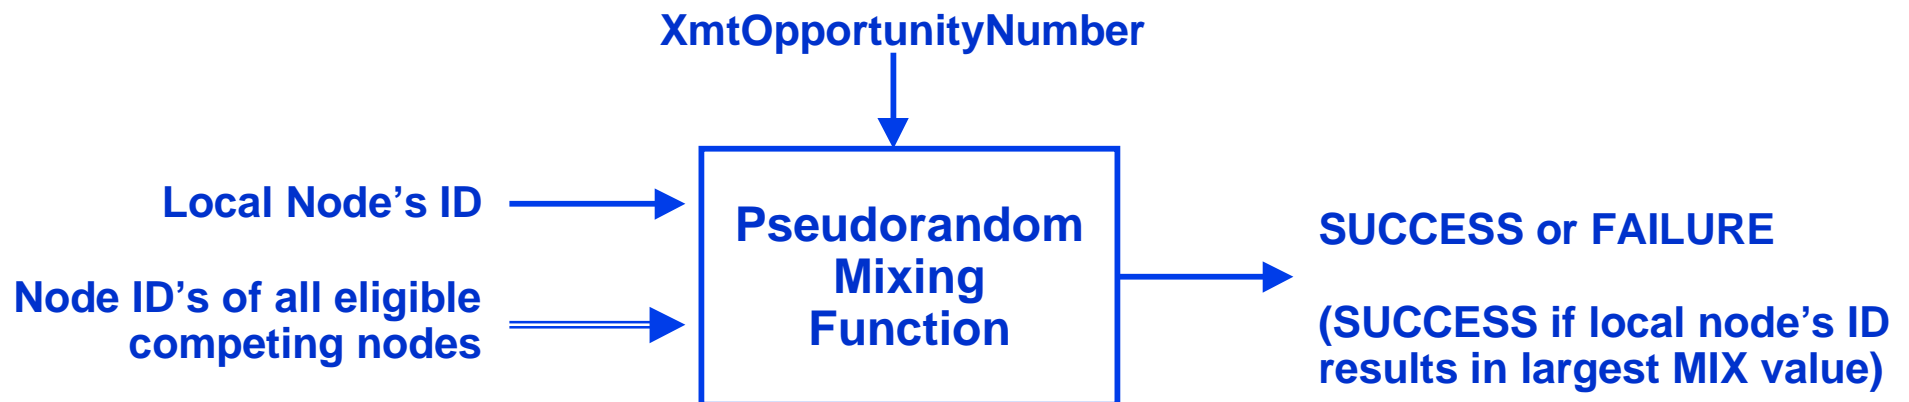 XmtOpportunityNumber
Local Node’s ID
Node ID’s of all eligible
competing nodes
Pseudorandom
Mixing
Function
SUCCESS or FAILURE
(SUCCESS if local node’s ID
results in largest MIX value)